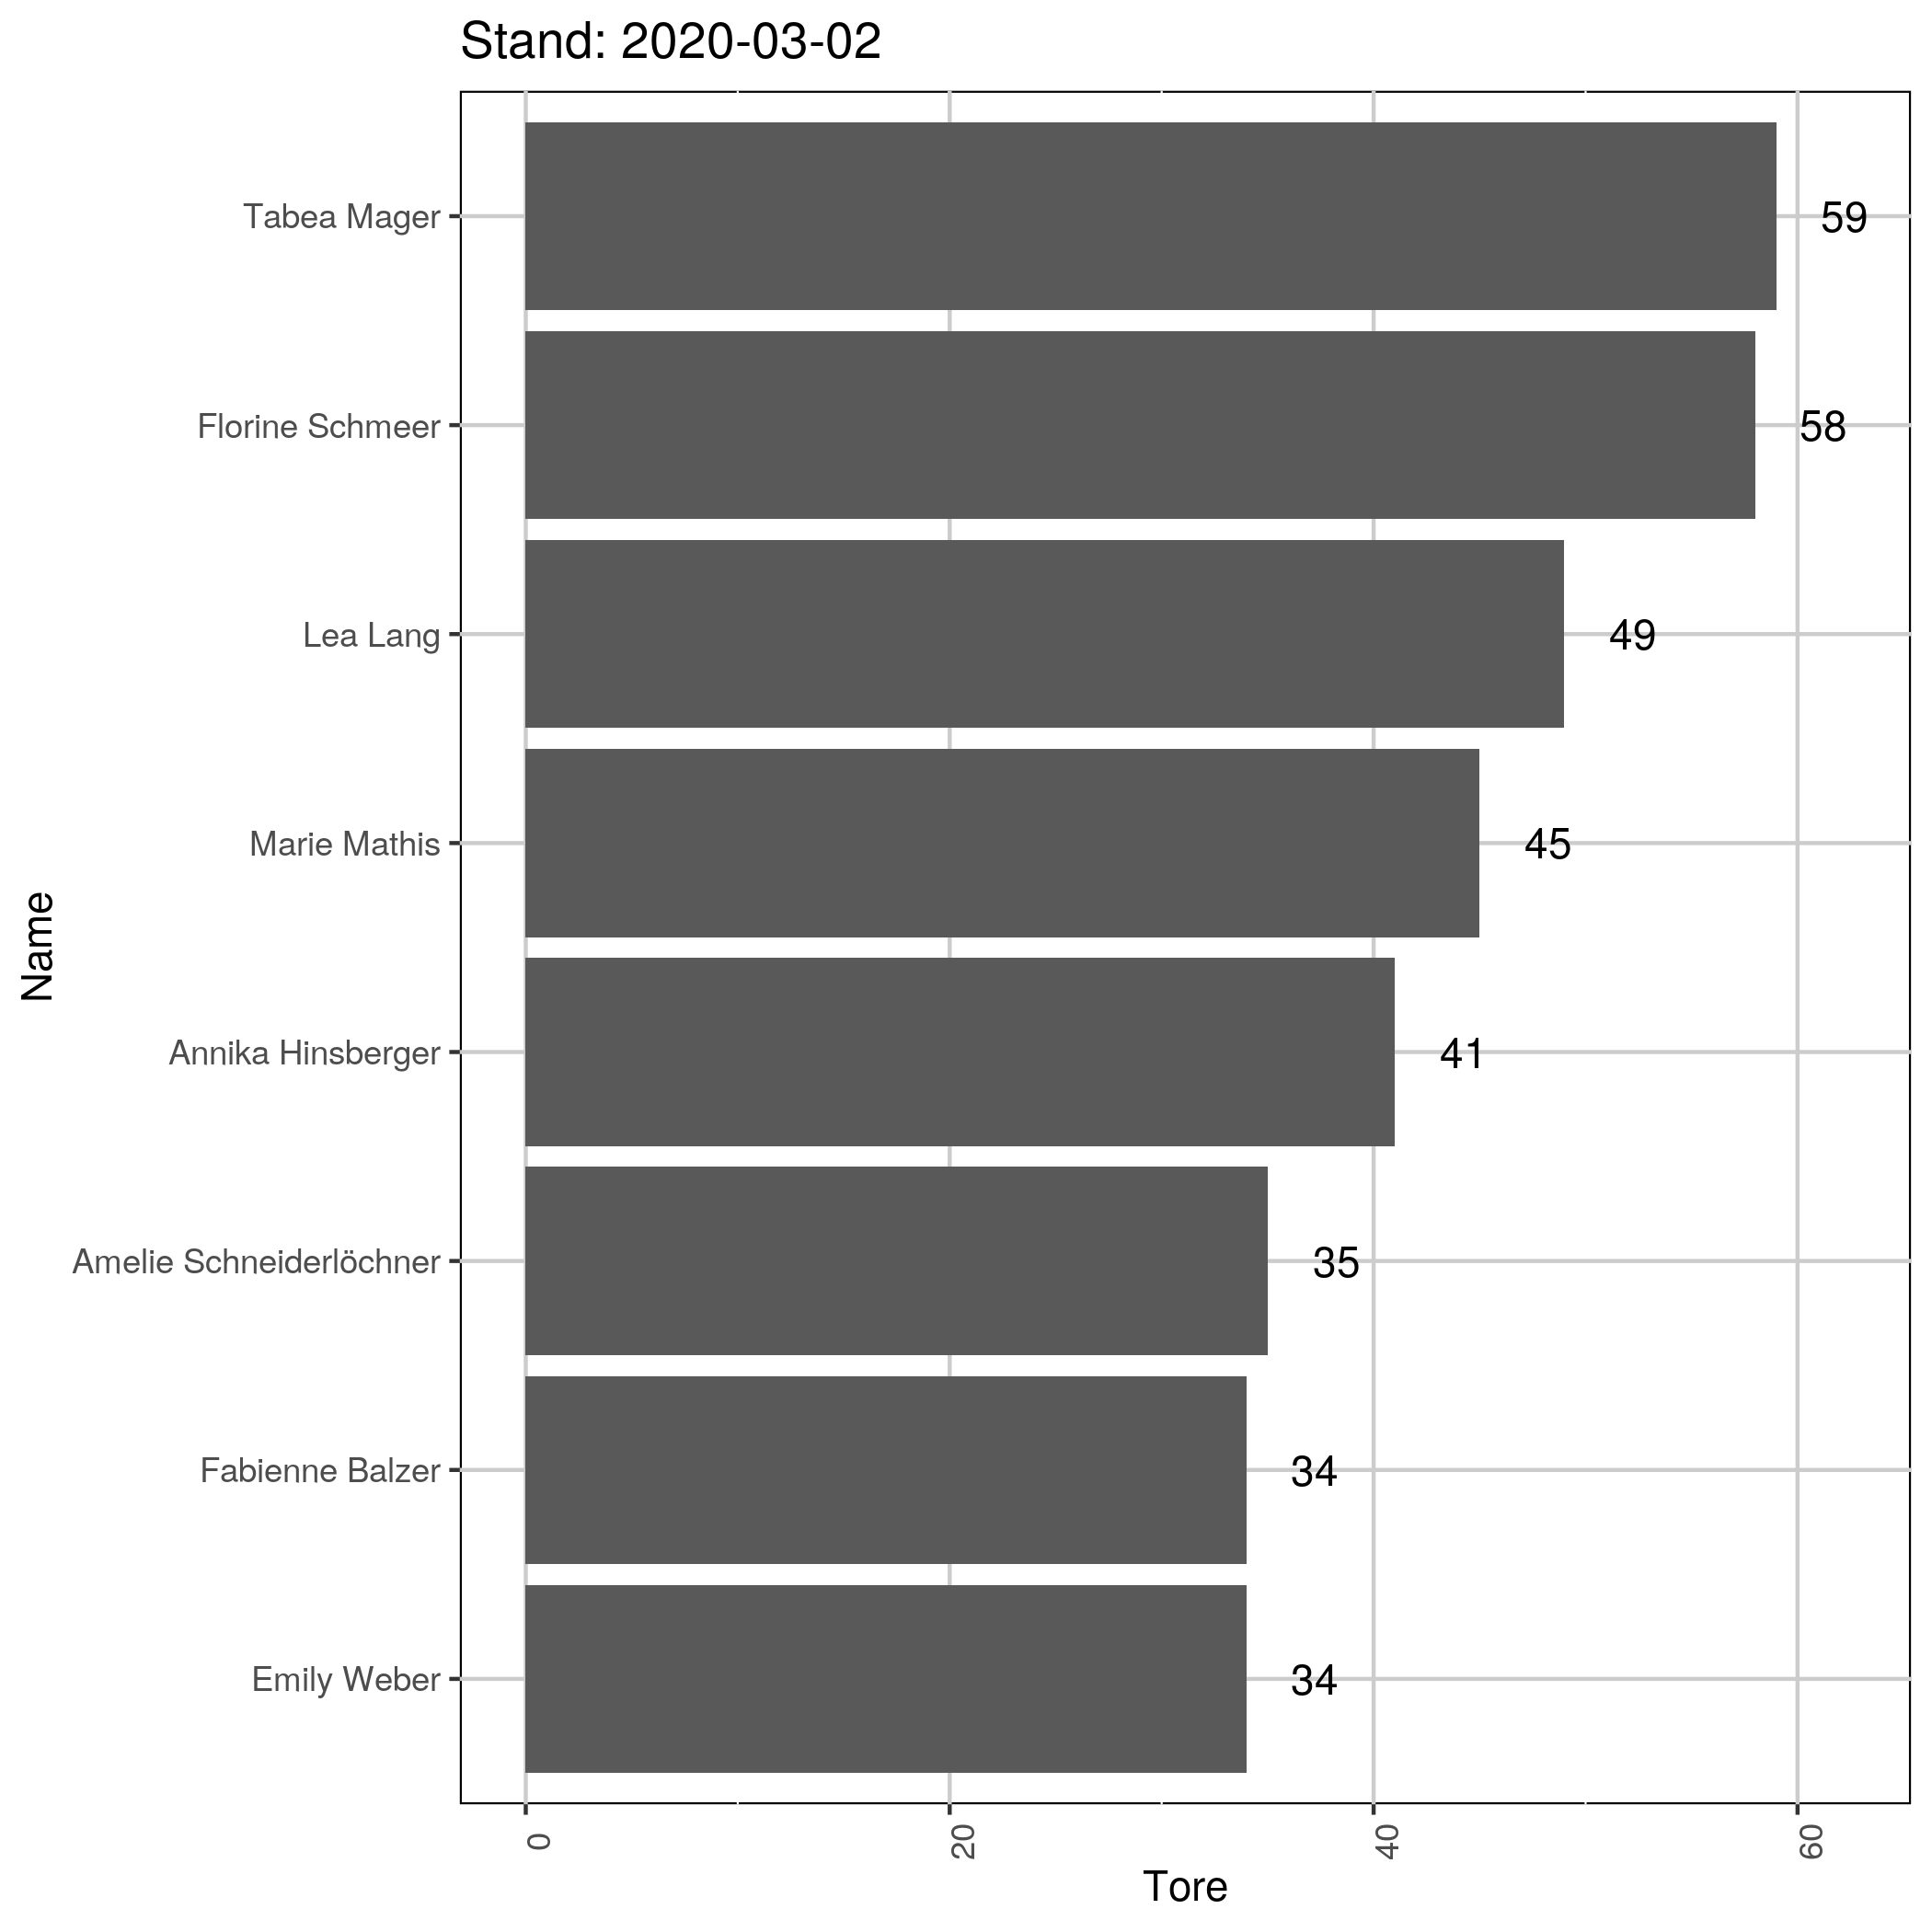 Stand: 2020-03-02
Tabea Mager 59
Florine Schmeer 58
Lea Lang 49
Marie Mathis 45
Name
Annika Hinsberger 41
Amelie Schneiderlöchner 35
Fabienne Balzer 34
Emily Weber 34
0 20 40 60
Tore